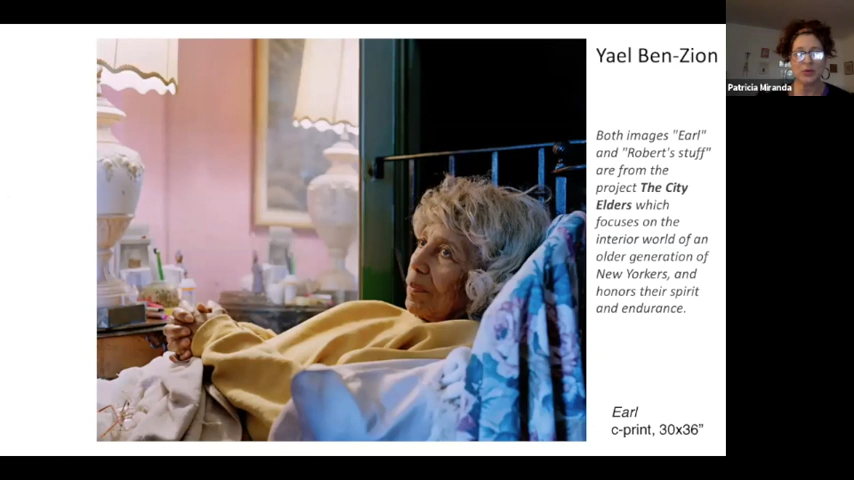 Yael Ben-Zion
Patricia Miranda
Both images "Earl"
and "Robert's stuff"
are from the
project The City
Elders which
focuses on the
interior world of an
older generation of
New Yorkers, and
honors their spirit
and endurance.
Earl
c-print, 30x36”